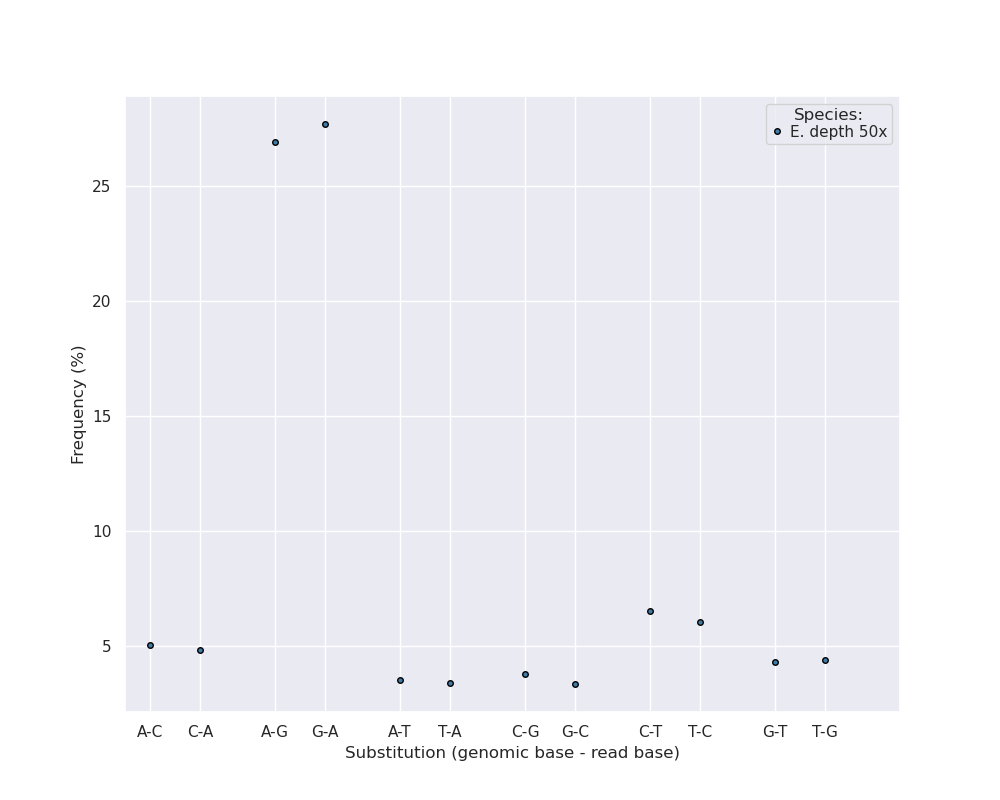 Species:
E. depth 50x
25
20
15
10
5
Frequency (%)
A-C C-A A-G G-A A-T T-A C-G G-C C-T T-C G-T T-G
Substitution (genomic base - read base)